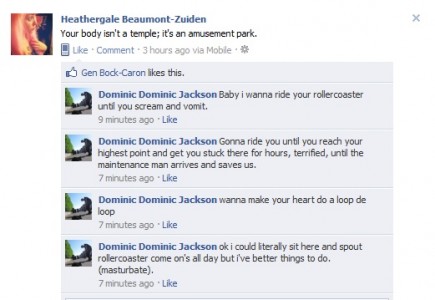 Heathergale Beaumont-Zuiden
Your body isn't a temple; it's an amusement park.
Like · Comment · 3 hours ago via Mobile ·
Gen Bock-Caron likes this.
Dominic Dominic Jackson Baby i wanna ride your rollercoaster
until you scream and vomit.
9 minutes ago · Like
Dominic Dominic Jackson Gonna ride you until you reach your
highest point and get you stuck there for hours, terrified, until the
maintenance man arrives and saves us.
7 minutes ago · Like
Dominic Dominic Jackson wanna make your heart do a loop de
loop
7 minutes ago · Like
Dominic Dominic Jackson ok i could literally sit here and spout
rollercoaster come on's all day but i've better things to do.
(masturbate).
7 minutes ago · Like